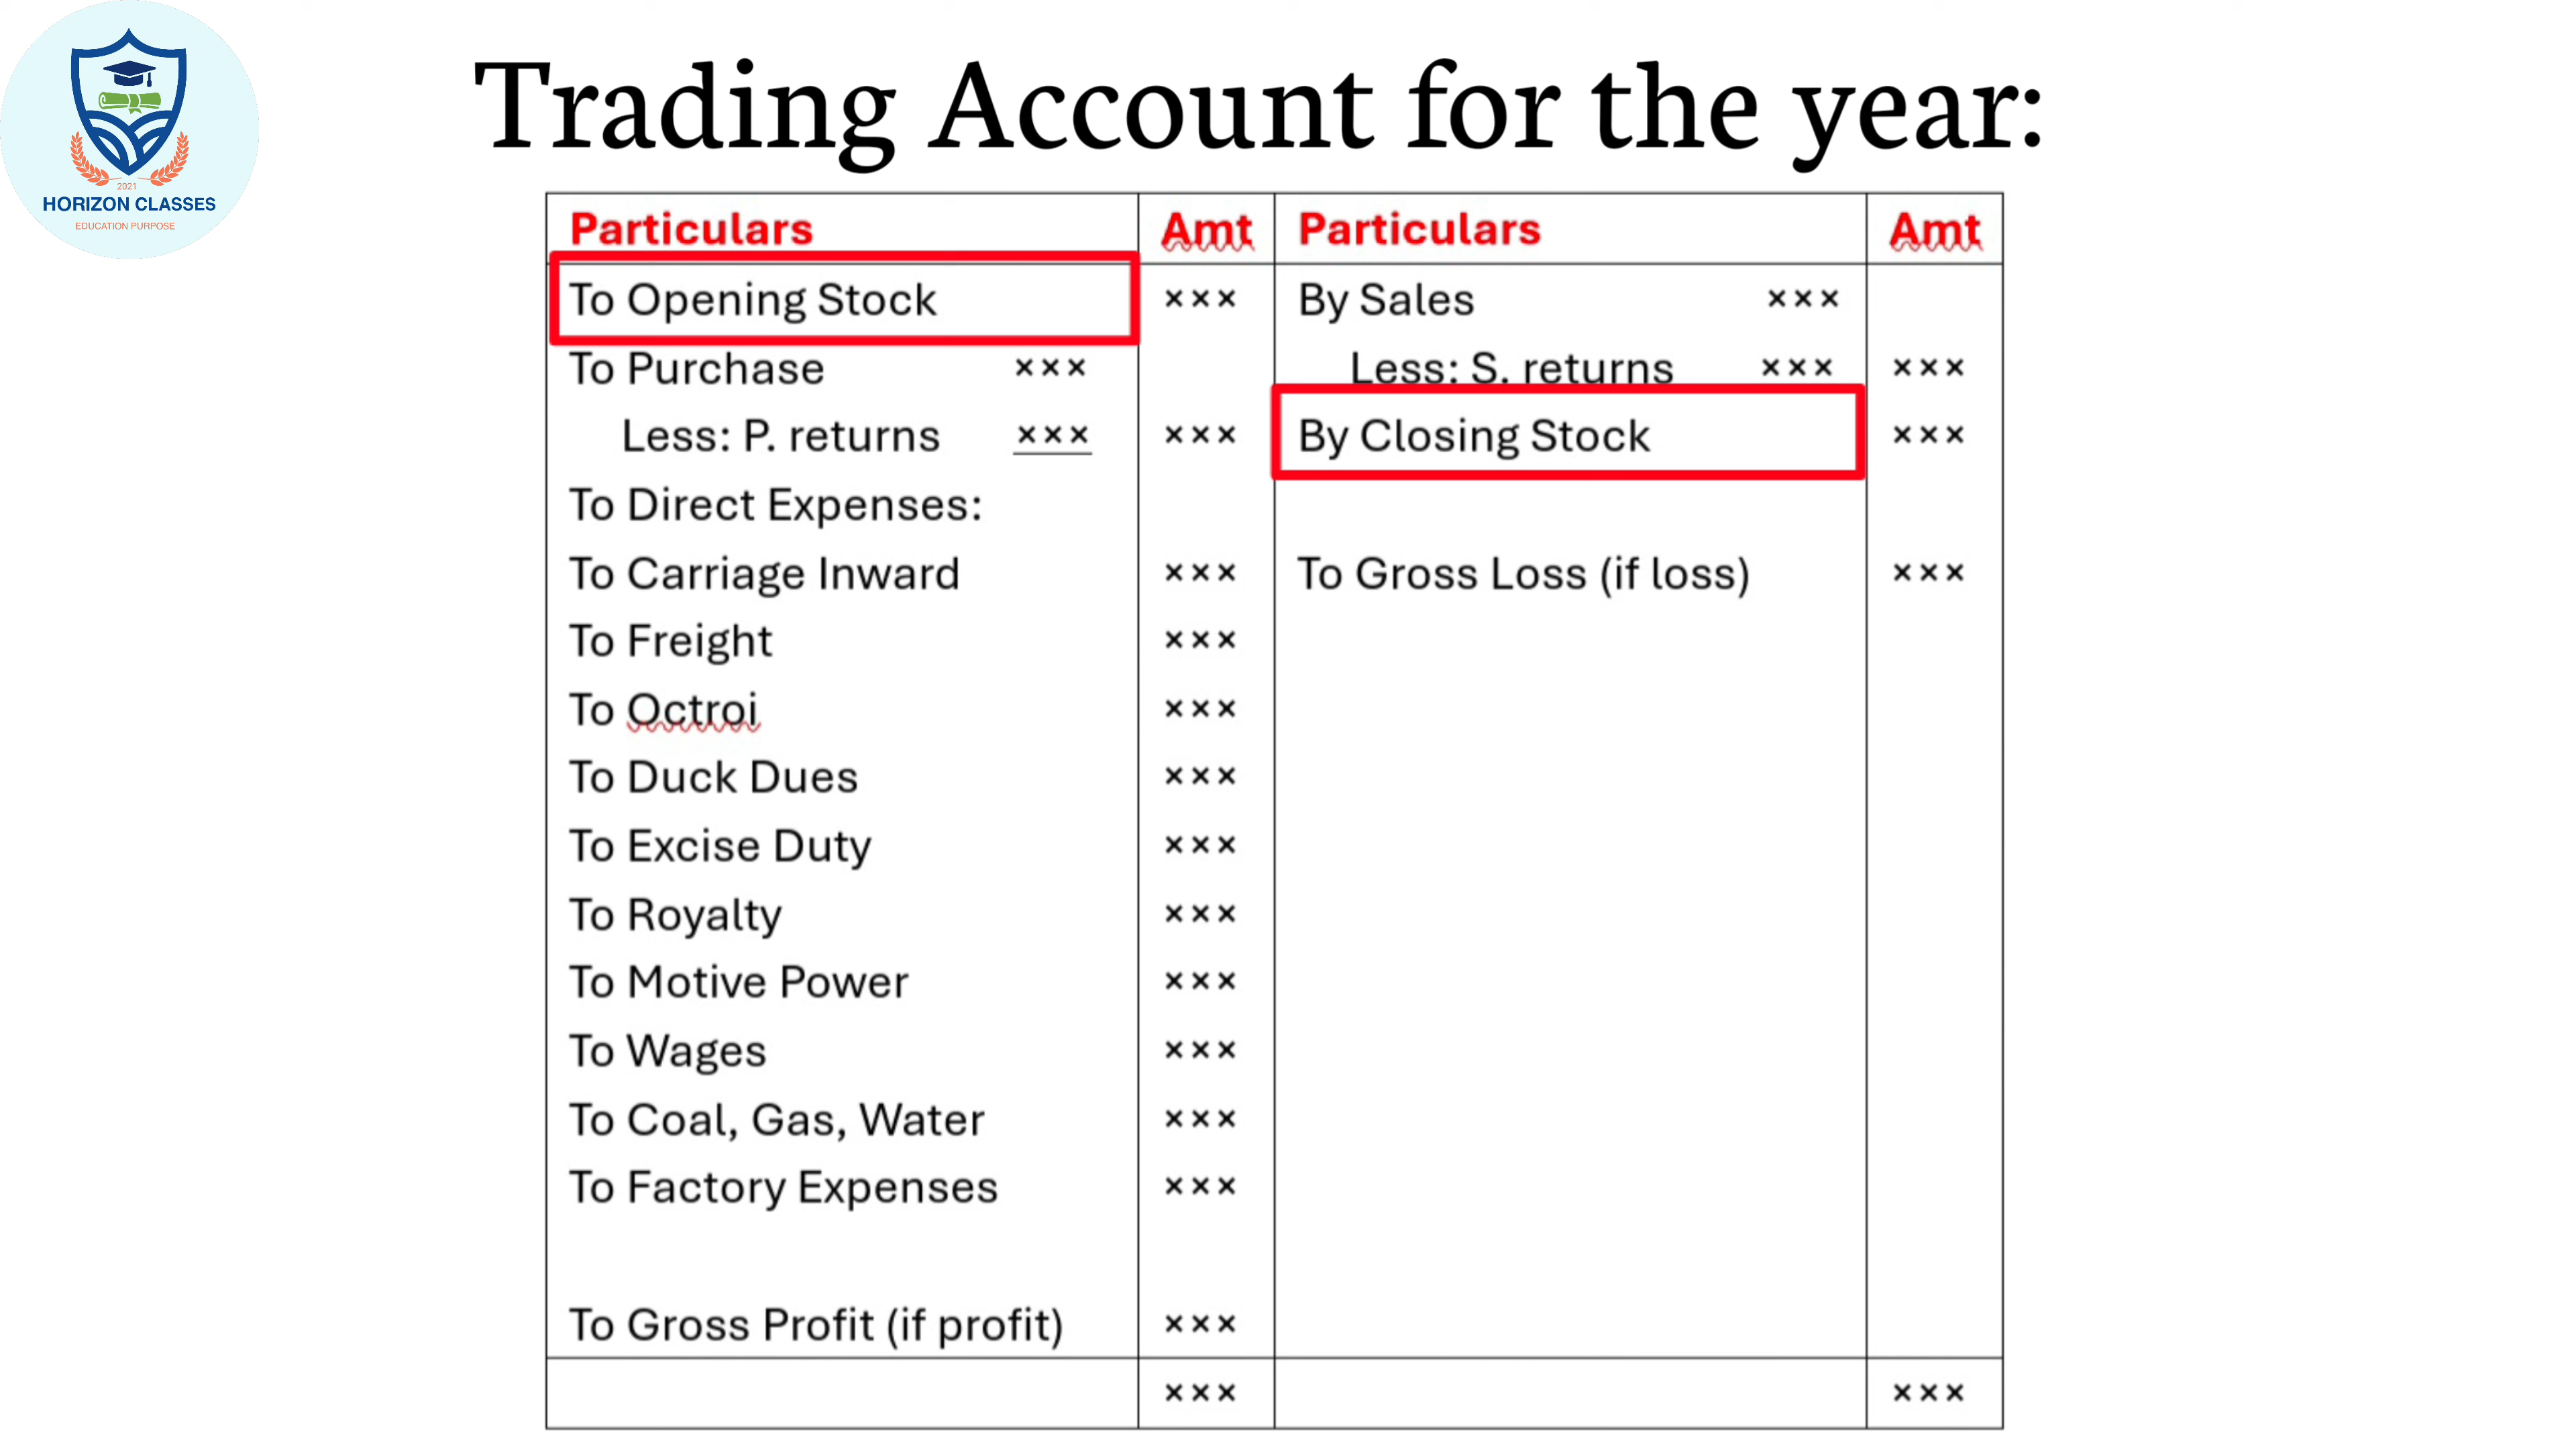 2021
HORIZON CLASSES
EDUCATION PURPOSE
Trading Account for the year:
Particulars Amt Particulars Amt
To Opening Stock ××× By Sales ×××
To Purchase ××× Less: S. returns ××× ×××
Less: P. returns ××× ××× By Closing Stock ×××
To Direct Expenses:
To Carriage Inward ××× To Gross Loss (if loss) ×××
To Freight ×××
To Octroi ×××
To Duck Dues ×××
To Excise Duty ×××
To Royalty ×××
To Motive Power ×××
To Wages ×××
To Coal, Gas, Water ×××
To Factory Expenses ×××
To Gross Profit (if profit) ×××
××× ×××